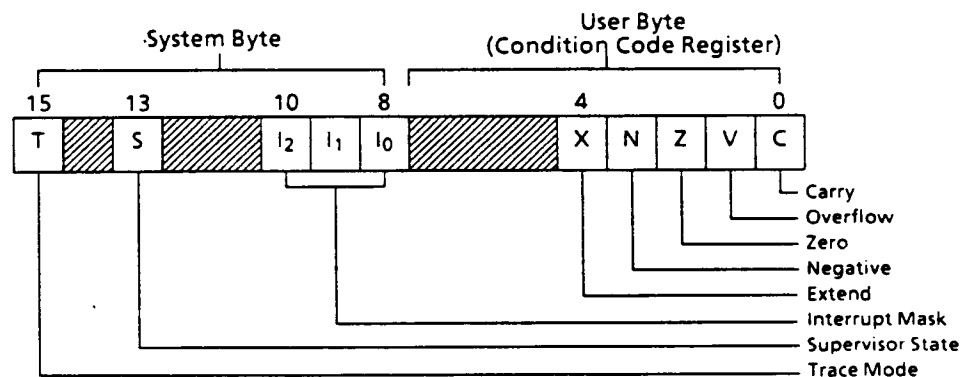 System Byte
User Byte
(Condition Code Register)
15 13 10 8 4 0
T S I2 I1 I0 X N Z V C
Carry
Overflow
Zero
Negative
Extend
Interrupt Mask
Supervisor State
Trace Mode